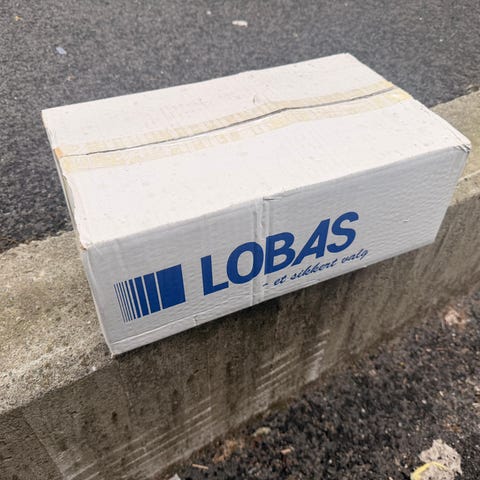 LOBAS
- et sikkert valg